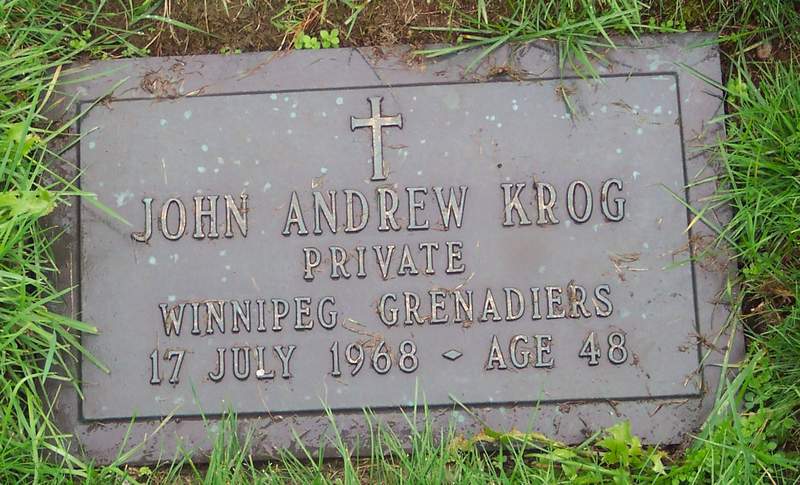 JOHN ANDREW KROG
PRIVATE
WINNIPEG GRENADIERS
17 JULY 1968 ◊ AGE 48